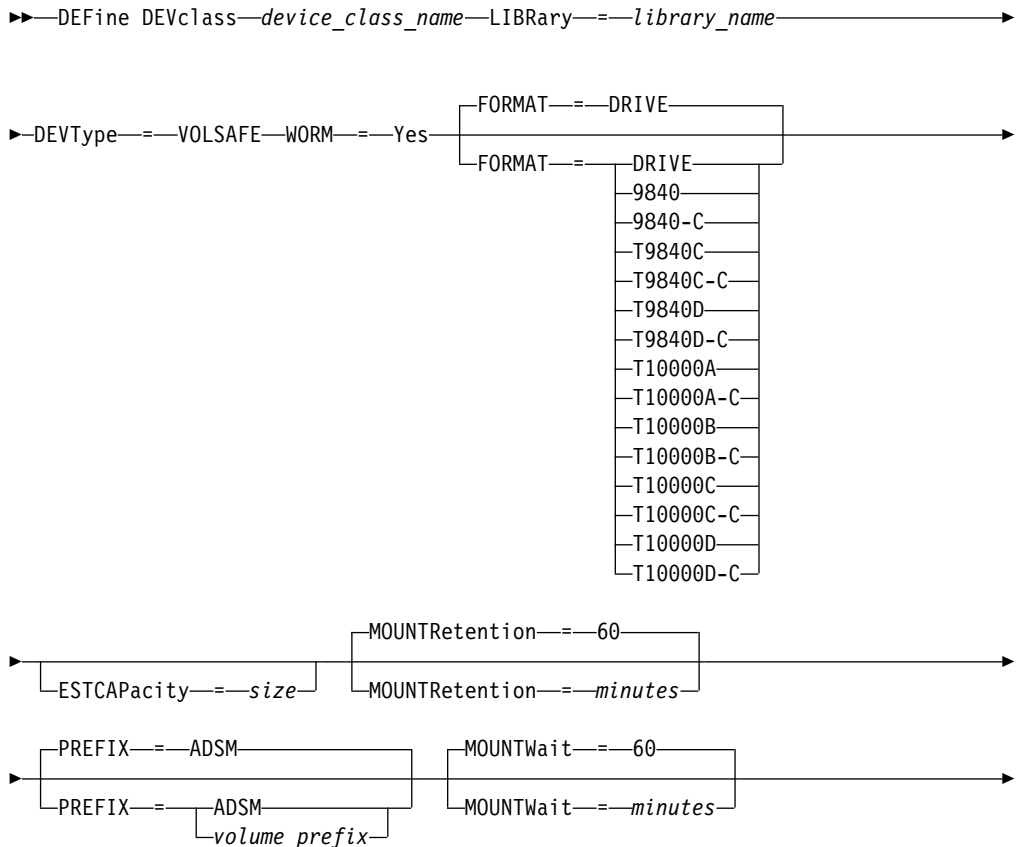 DEFine DEVclass device_class_name LIBRary = library_name
FORMAT = DRIVE
DEVType = VOLSAFE WORM = Yes
FORMAT = DRIVE
9840
9840-C
T9840C
T9840C-C
T9840D
T9840D-C
T10000A
T10000A-C
T10000B
T10000B-C
T10000C
T10000C-C
T10000D
T10000D-C
MOUNTRetention = 60
ESTCAPacity = size MOUNTRetention = minutes
PREFIX = ADSM MOUNTWait = 60
PREFIX = ADSM MOUNTWait = minutes
volume prefix